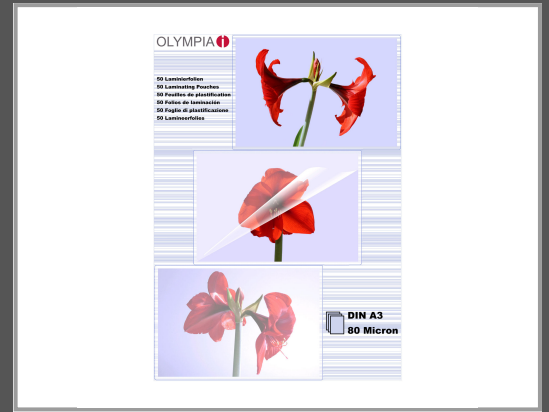 OLYMPIA
50 Laminierfolien
50 Laminating Pouches
50 Feuilles de plastification
50 Folios de laminación
50 Foglie di plastificazione
50 Lamineerfolies
DIN A3
80 Micron